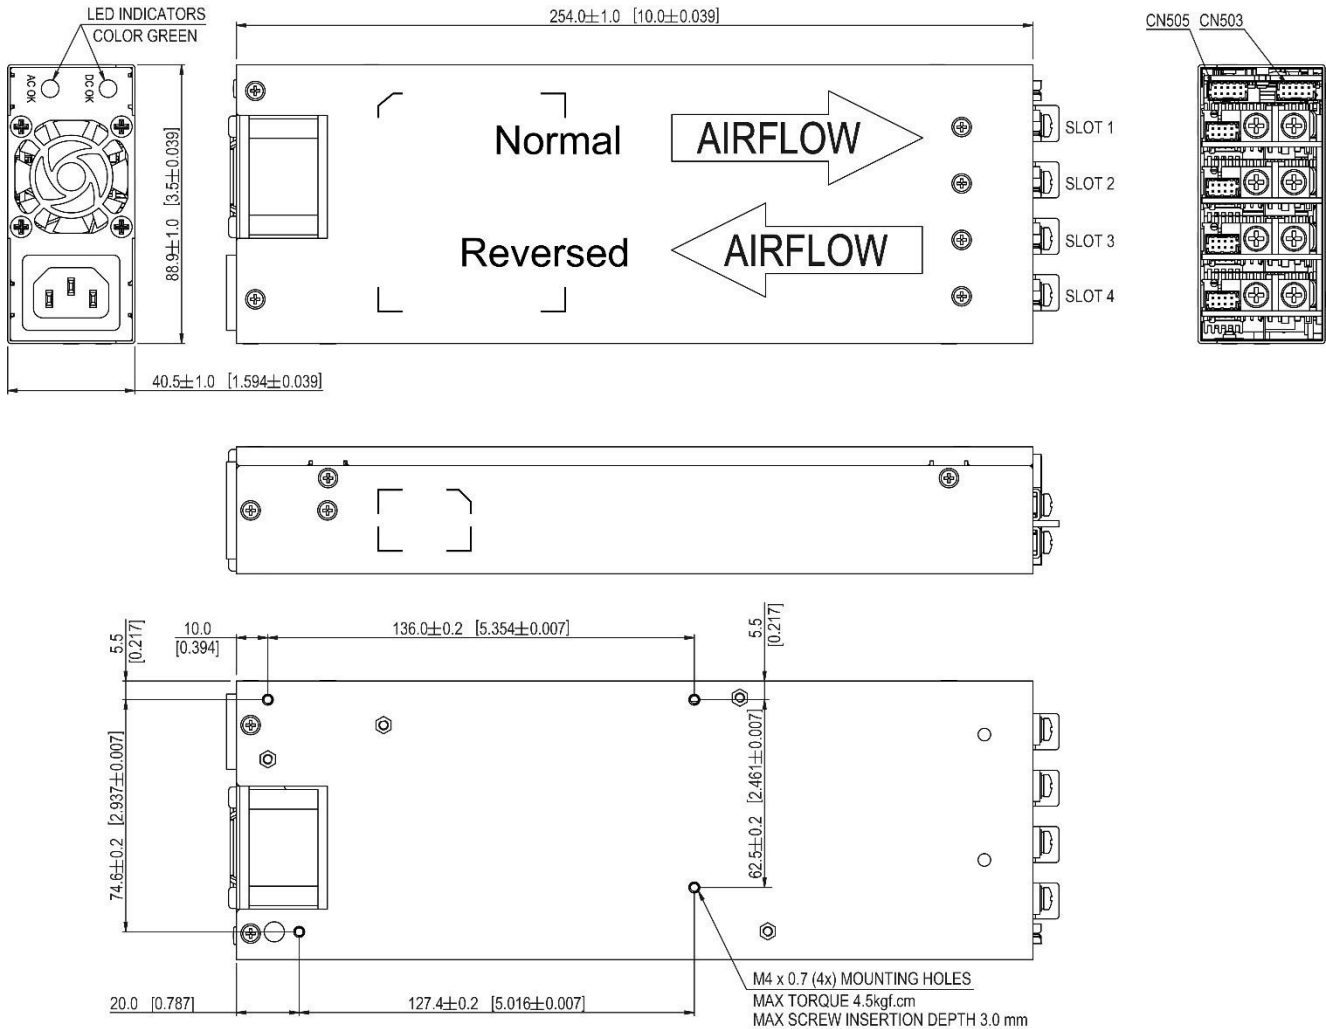 LED INDICATORS
COLOR GREEN
254.0±1.0 [10.0±0.039]
CN505 CN503
AC OK
DC OK
88.9±1.0 [3.5±0.039]
Normal
AIRFLOW
SLOT 1
SLOT 2
Reversed
AIRFLOW
SLOT 3
SLOT 4
40.5±1.0 [1.594±0.039]
5.5
[0.217]
10.0
[0.394]
136.0±0.2 [5.354±0.007]
5.5
[0.217]
74.6±0.2 [2.937±0.007]
62.5±0.2 [2.461±0.007]
20.0 [0.787]
127.4±0.2 [5.016±0.007]
M4 x 0.7 (4x) MOUNTING HOLES
MAX TORQUE 4.5kgf.cm
MAX SCREW INSERTION DEPTH 3.0 mm